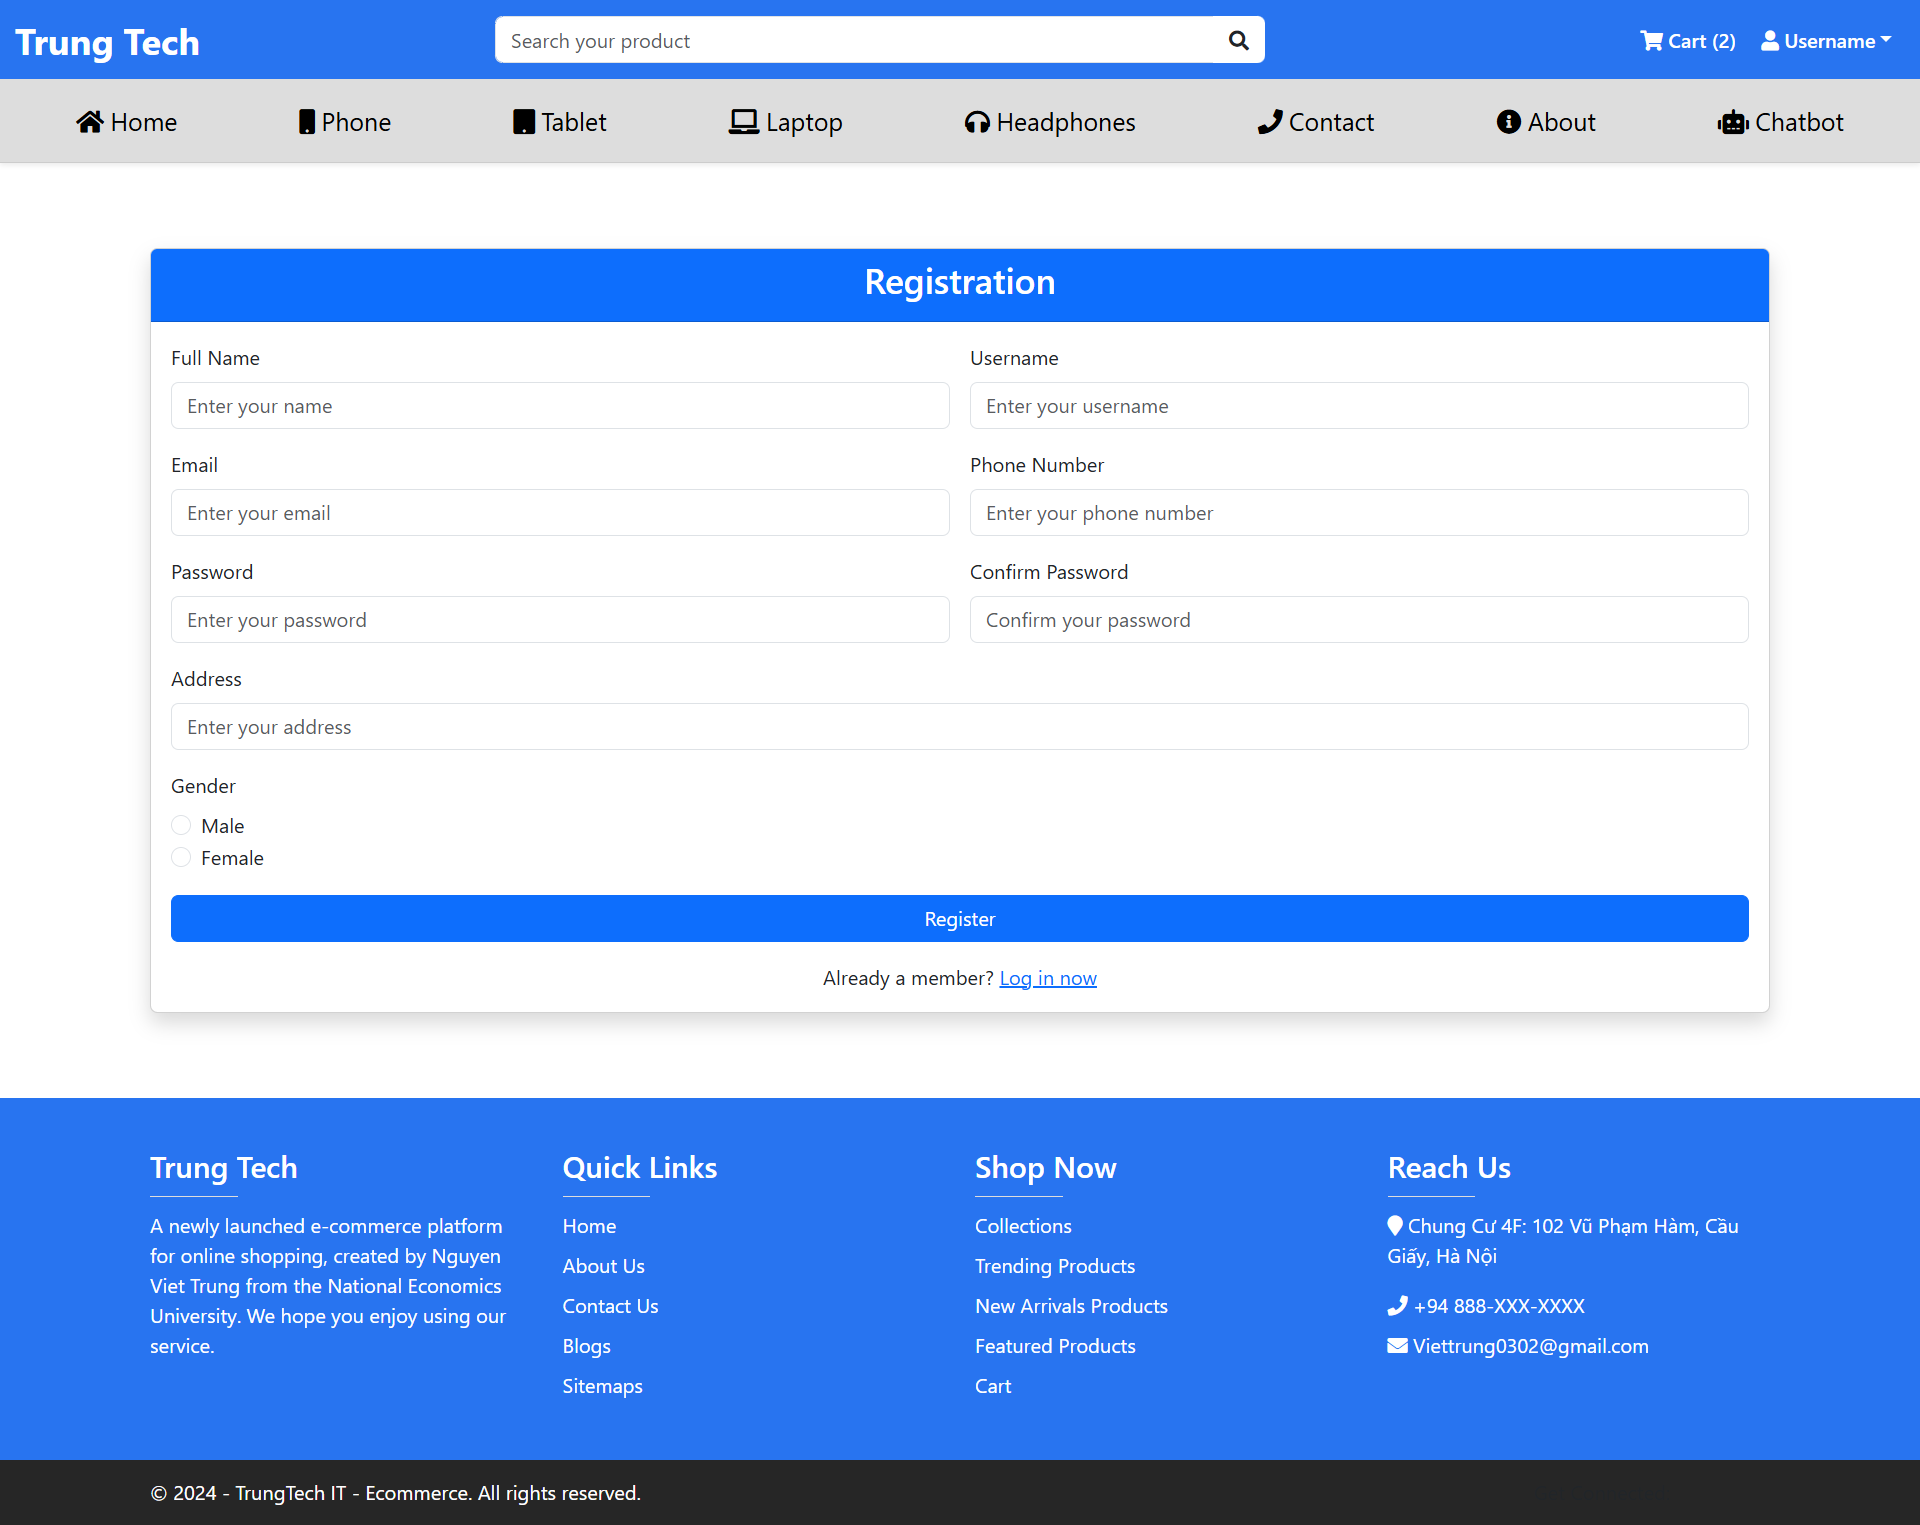 Trung Tech
Search your product
Cart (2)
Username
Home
Phone
Tablet
Laptop
Headphones
Contact
About
Chatbot
Registration
Full Name
Username
Enter your name
Enter your username
Email
Phone Number
Enter your email
Enter your phone number
Password
Confirm Password
Enter your password
Confirm your password
Address
Enter your address
Gender
Male
Female
Register
Already a member? Log in now
Trung Tech
A newly launched e-commerce platform
for online shopping, created by Nguyen
Viet Trung from the National Economics
University. We hope you enjoy using our
service.
Quick Links
Home
About Us
Contact Us
Blogs
Sitemaps
Shop Now
Collections
Trending Products
New Arrivals Products
Featured Products
Cart
Reach Us
Chung Cư 4F: 102 Vũ Phạm Hàm, Cầu
Giấy, Hà Nội
+94 888-XXX-XXXX
Viettrung0302@gmail.com
© 2024 - TrungTech IT - Ecommerce. All rights reserved.